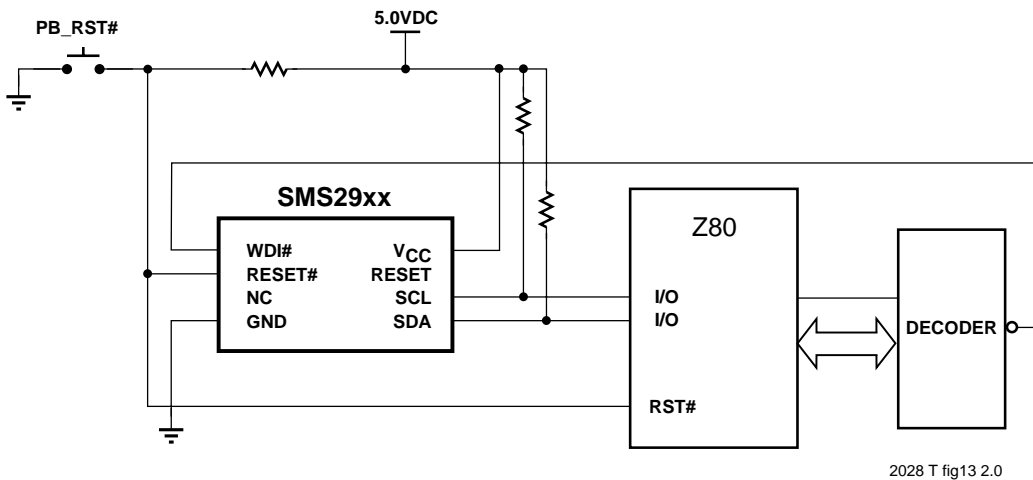 5.0VDC
PB_RST#
SMS29xx
WDI#
RESET#
NC
GND
VCC
RESET
SCL
SDA
Z80
I/O
I/O
RST#
DECODER
2028 T fig13 2.0